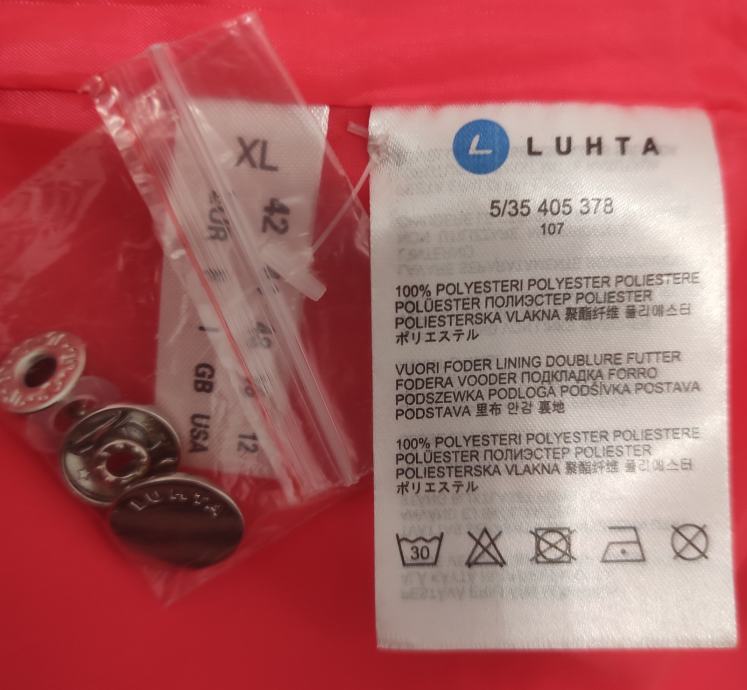 XL
42
EUR
I
GB
USA
12
LUHTA
LUHTA
5/35 405 378
107
100% POLYESTERI POLYESTER POLIESTERE
POLÜESTER ПОЛИЭСТЕР POLIESTER
POLIESTERSKA VLAKNA 聚酯纤维 폴리에스터
ポリエステル
VUORI FODER LINING DOUBLURE FUTTER
FODERA VOODER ПОДКЛАДКА FORRO
PODSZEWKA PODLOGA PODŠÍVKA POSTAVA
PODSTAVA 里布 안감 裏地
100% POLYESTERI POLYESTER POLIESTERE
POLÜESTER ПОЛИЭСТЕР POLIESTER
POLIESTERSKA VLAKNA 聚酯纤维 폴리에스터
ポリエステル
30